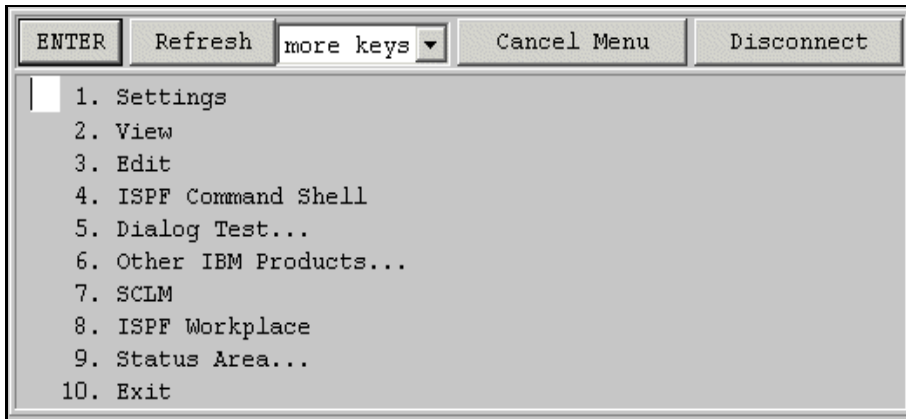 ENTER Refresh more keys Cancel Menu Disconnect
1. Settings
2. View
3. Edit
4. ISPF Command Shell
5. Dialog Test...
6. Other IBM Products...
7. SCLM
8. ISPF Workplace
9. Status Area...
10. Exit